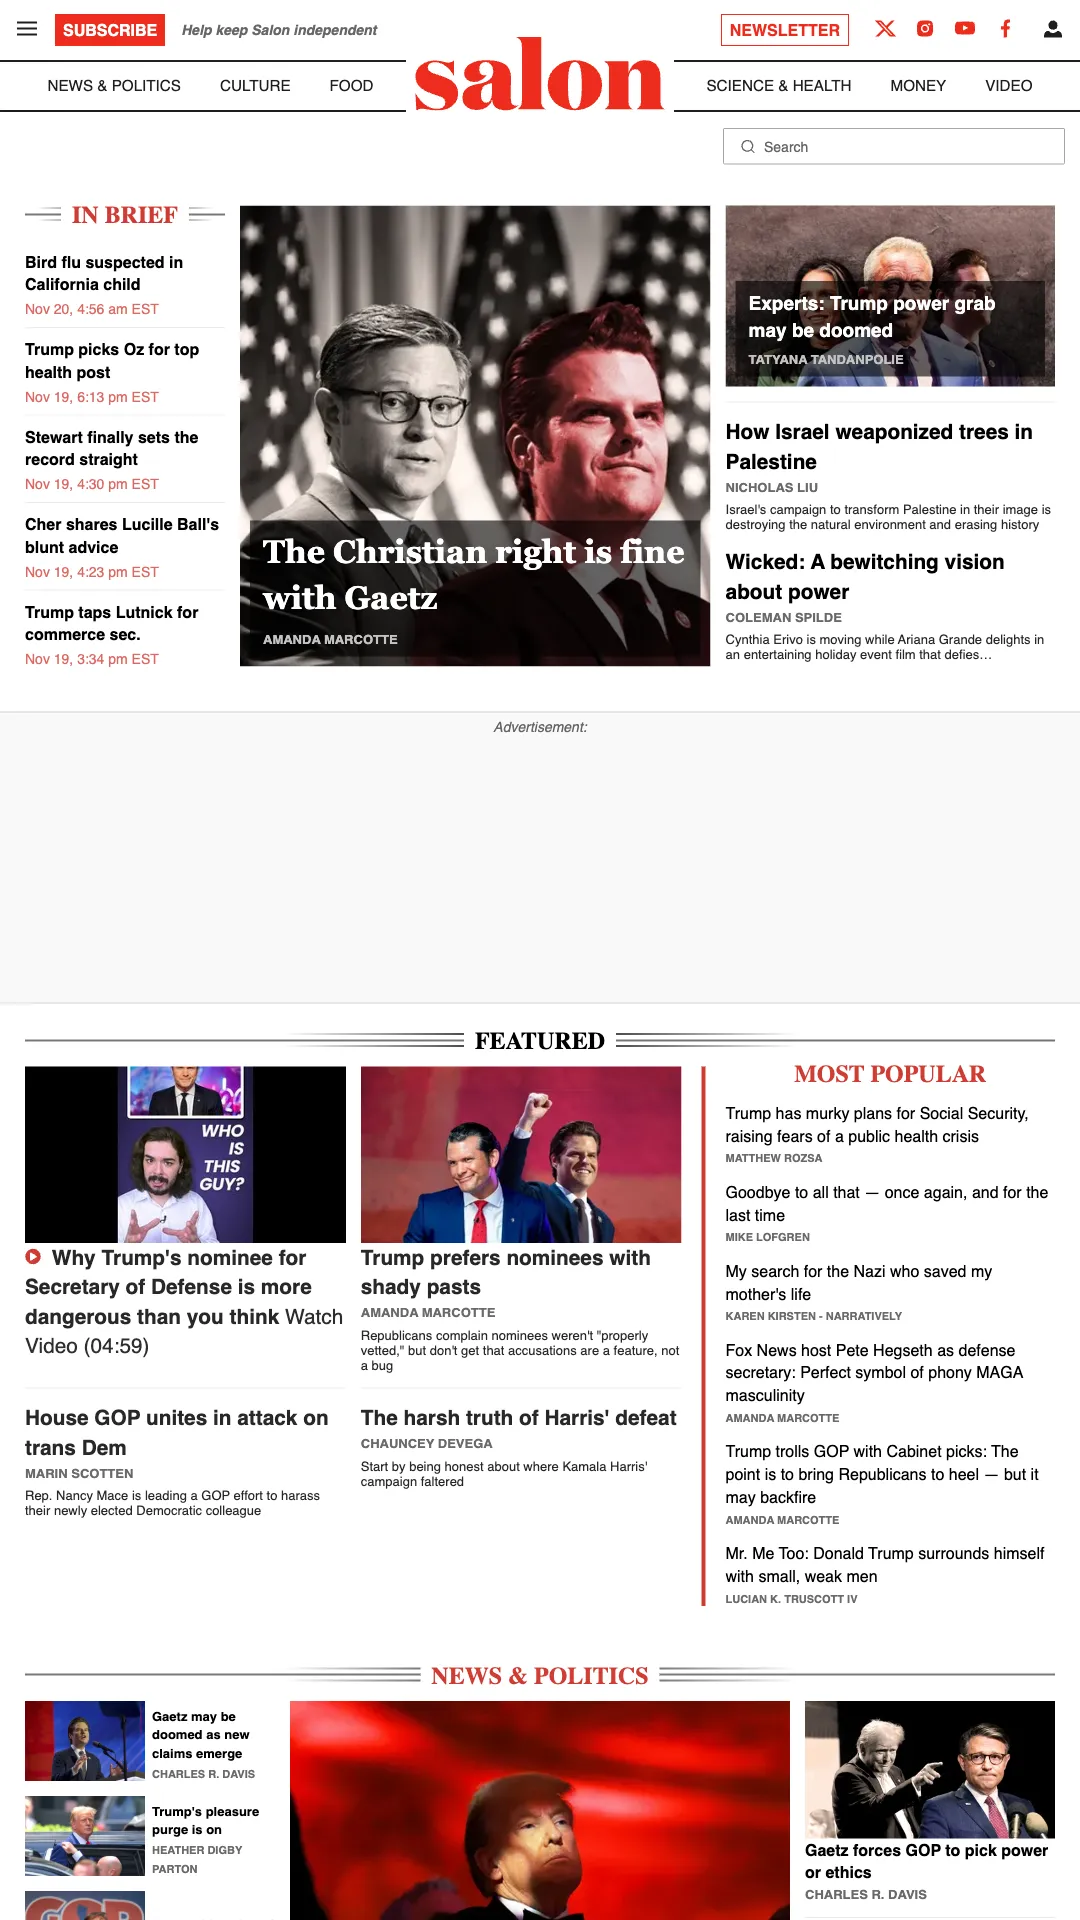 SUBSCRIBE
Help keep Salon independent
NEWSLETTER
NEWS & POLITICS
CULTURE
FOOD
salon
SCIENCE & HEALTH
MONEY
VIDEO
Search
IN BRIEF
Bird flu suspected in
California child
Nov 20, 4:56 am EST
Trump picks Oz for top
health post
Nov 19, 6:13 pm EST
Stewart finally sets the
record straight
Nov 19, 4:30 pm EST
Cher shares Lucille Ball's
blunt advice
Nov 19, 4:23 pm EST
Trump taps Lutnick for
commerce sec.
Nov 19, 3:34 pm EST
The Christian right is fine
with Gaetz
AMANDA MARCOTTE
Experts: Trump power grab
may be doomed
TATYANA TANDANPOLIE
How Israel weaponized trees in
Palestine
NICHOLAS LIU
Israel's campaign to transform Palestine in their image is
destroying the natural environment and erasing history
Wicked: A bewitching vision
about power
COLEMAN SPILDE
Cynthia Erivo is moving while Ariana Grande delights in
an entertaining holiday event film that defies…
Advertisement:
FEATURED
WHO
IS
THIS
GUY?
Why Trump's nominee for
Secretary of Defense is more
dangerous than you think Watch
Video (04:59)
Trump prefers nominees with
shady pasts
AMANDA MARCOTTE
Republicans complain nominees weren't "properly
vetted," but don't get that accusations are a feature, not
a bug
House GOP unites in attack on
trans Dem
MARIN SCOTTEN
Rep. Nancy Mace is leading a GOP effort to harass
their newly elected Democratic colleague
The harsh truth of Harris' defeat
CHAUNCEY DEVEGA
Start by being honest about where Kamala Harris'
campaign faltered
MOST POPULAR
Trump has murky plans for Social Security,
raising fears of a public health crisis
MATTHEW ROZSA
Goodbye to all that — once again, and for the
last time
MIKE LOFGREN
My search for the Nazi who saved my
mother's life
KAREN KIRSTEN - NARRATIVELY
Fox News host Pete Hegseth as defense
secretary: Perfect symbol of phony MAGA
masculinity
AMANDA MARCOTTE
Trump trolls GOP with Cabinet picks: The
point is to bring Republicans to heel — but it
may backfire
AMANDA MARCOTTE
Mr. Me Too: Donald Trump surrounds himself
with small, weak men
LUCIAN K. TRUSCOTT IV
NEWS & POLITICS
Gaetz may be
doomed as new
claims emerge
CHARLES R. DAVIS
Trump's pleasure
purge is on
HEATHER DIGBY
PARTON
GOP
Gaetz forces GOP to pick power
or ethics
CHARLES R. DAVIS